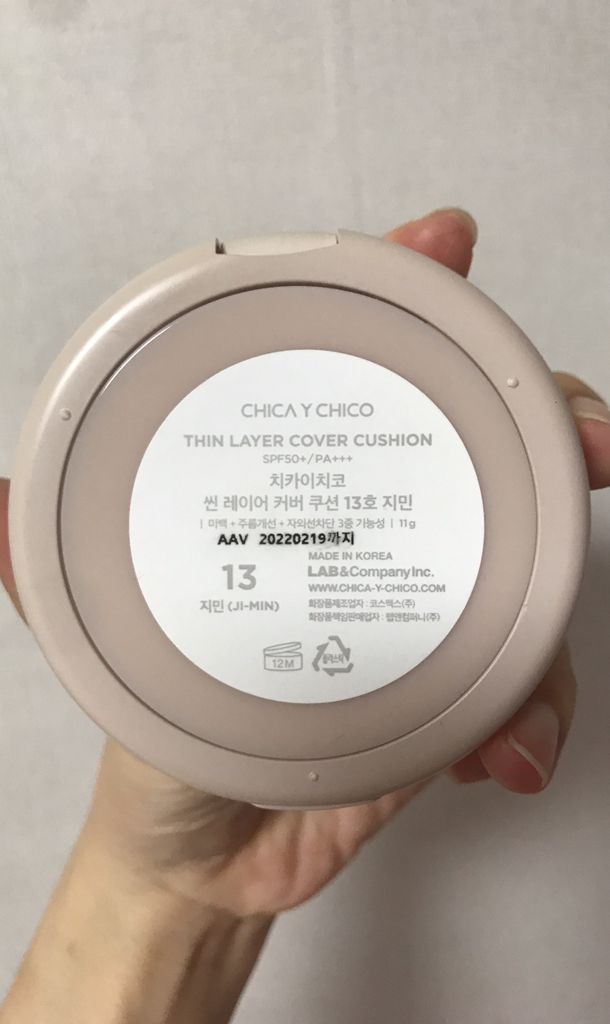 CHICA Y CHICO
THIN LAYER COVER CUSHION
SPF50+/PA+++
치카이치코
씬 레이어 커버 쿠션 13호 지민
| 미백 + 주름개선 + 자외선차단 3중 기능성 | 11g
AAV 20220219까지
13
지민 (JI-MIN)
MADE IN KOREA
LAB&Company Inc.
WWW.CHICA-Y-CHICO.COM
화장품제조업자 : 코스맥스(주)
화장품책임판매업자 : 랩앤컴퍼니(주)
12M
플라스틱